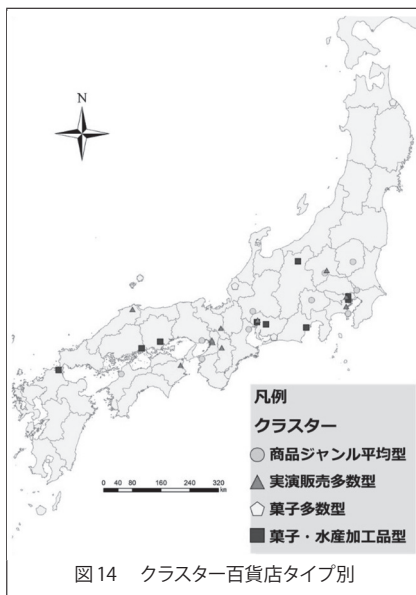 N
凡例
クラスター
商品ジャンル平均型
実演販売多数型
菓子多数型
菓子・水産加工品型
0 40 80 160 240 320
km
図14 クラスター百貨店タイプ別